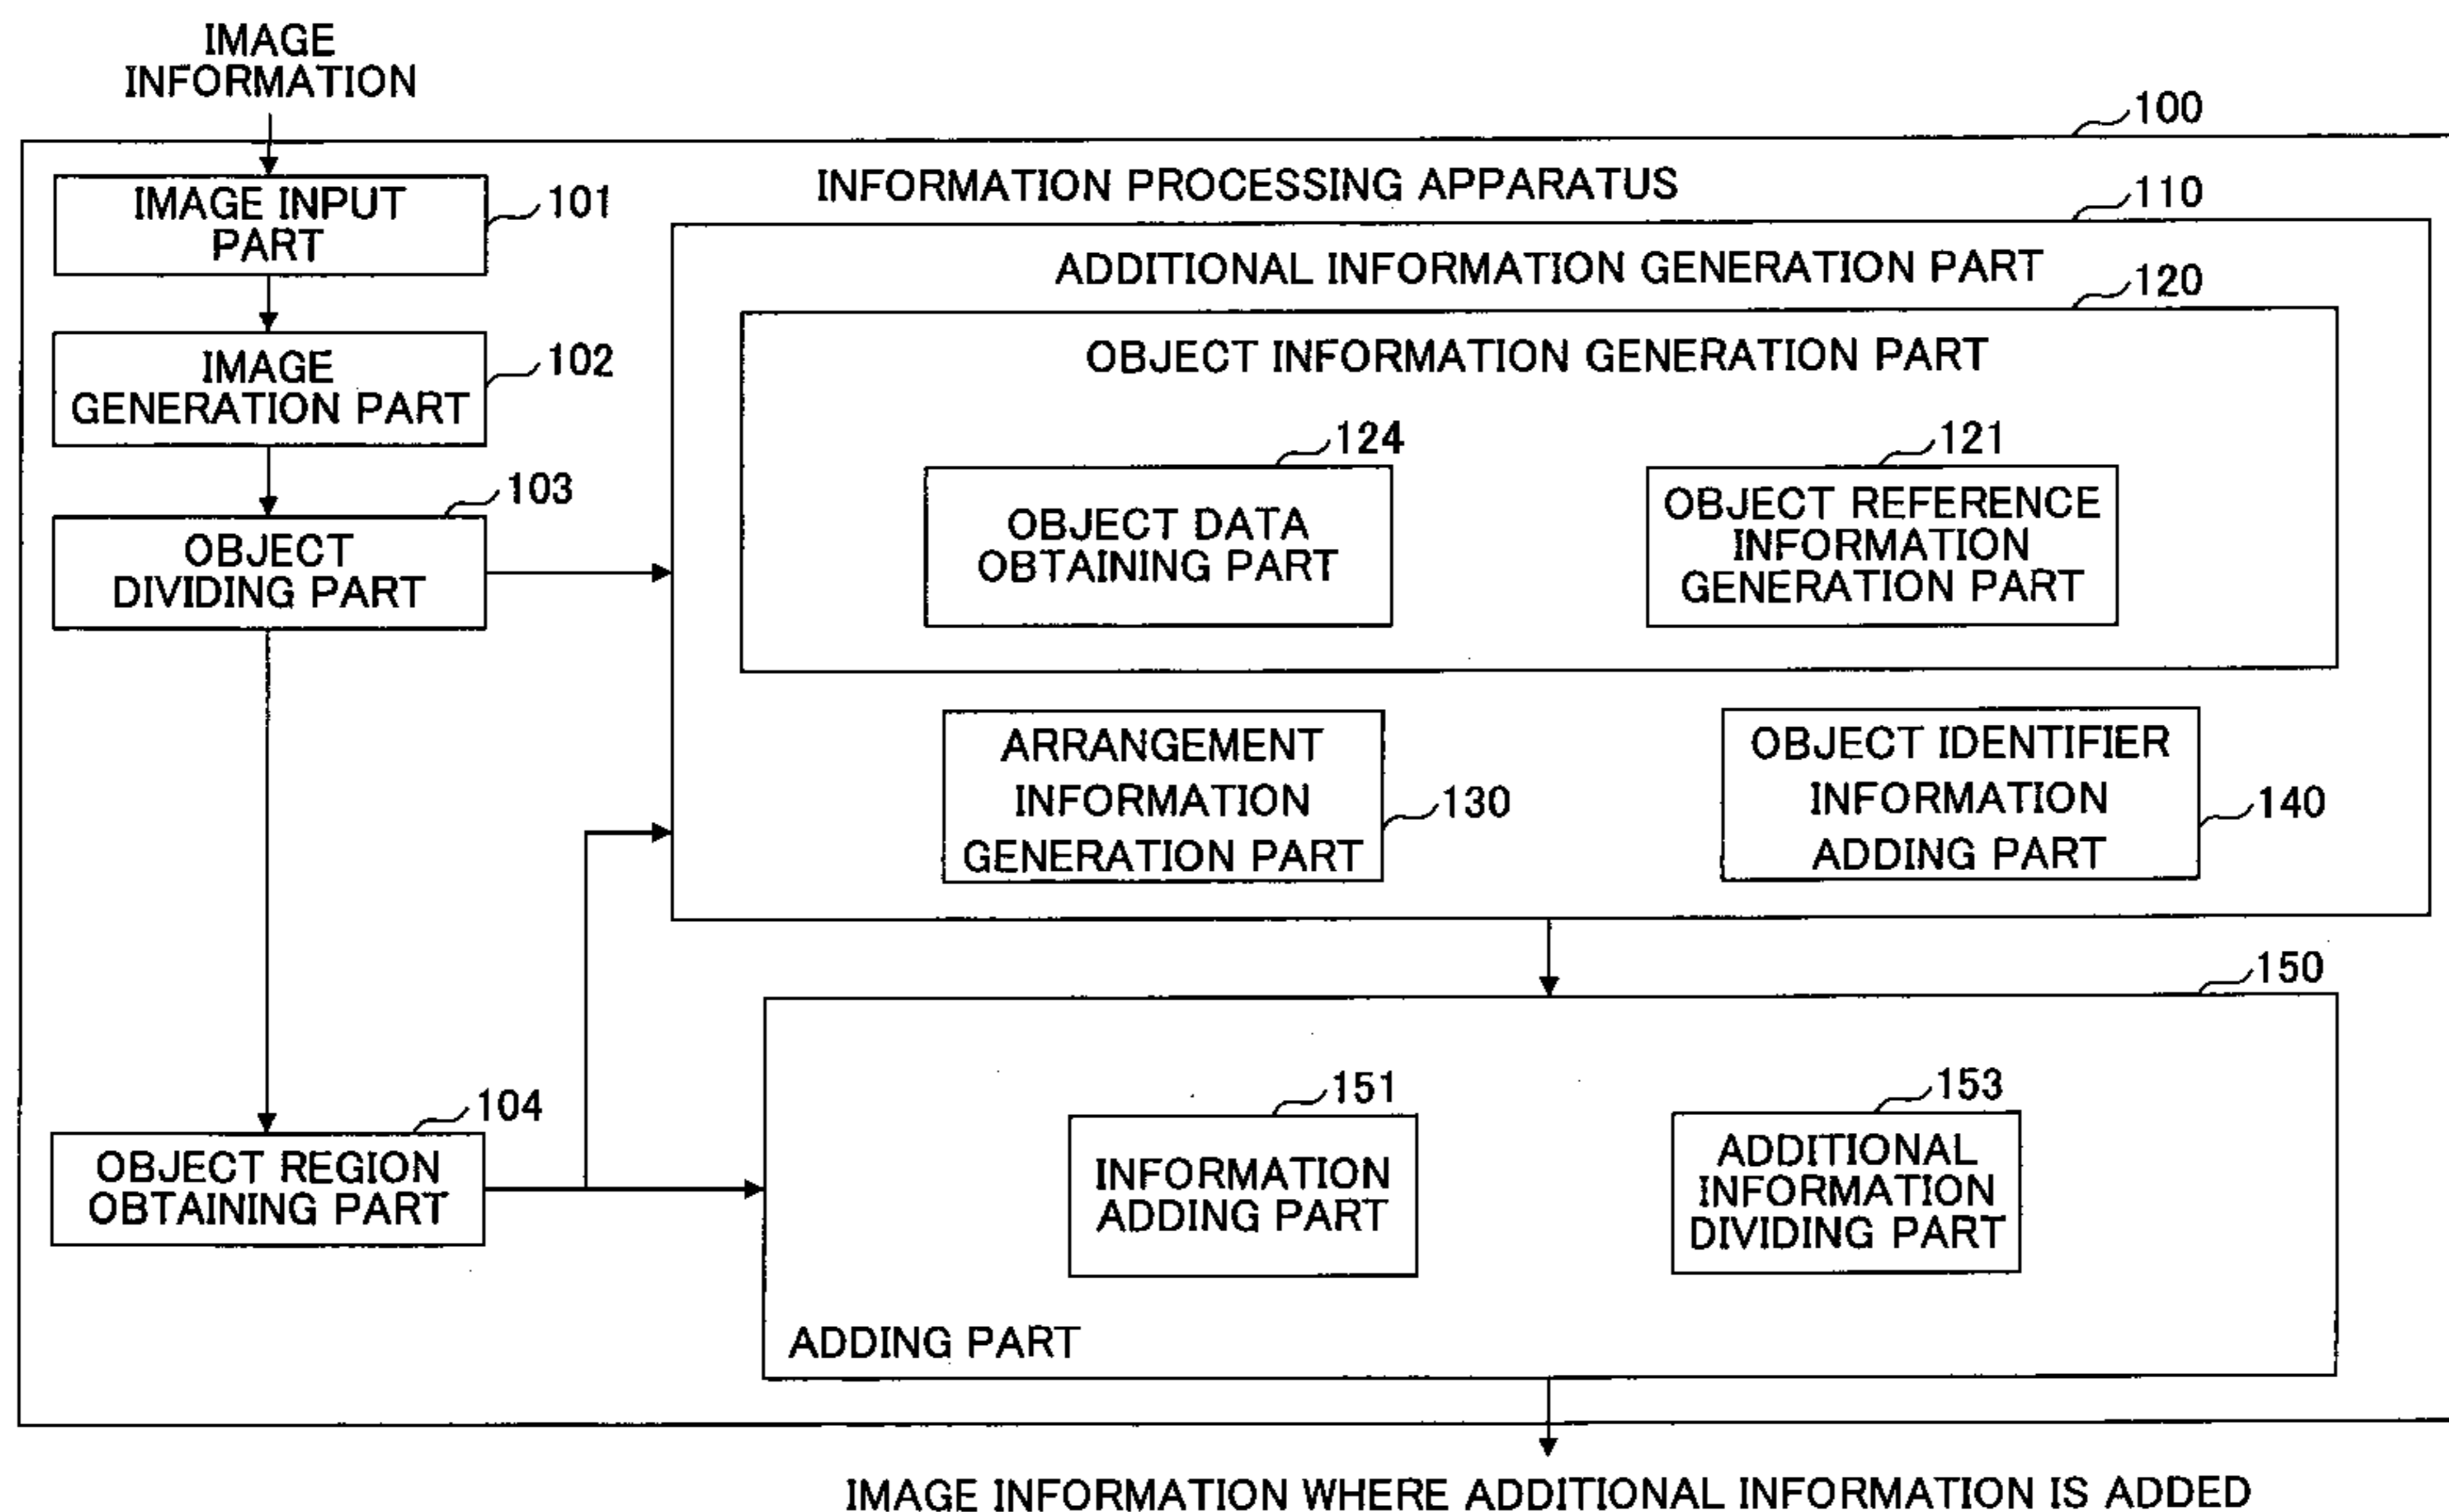 IMAGE
INFORMATION
100
INFORMATION PROCESSING APPARATUS
IMAGE INPUT
PART
101
110
ADDITIONAL INFORMATION GENERATION PART
120
OBJECT INFORMATION GENERATION PART
IMAGE
GENERATION PART
102
124
OBJECT DATA
OBTAINING PART
121
OBJECT REFERENCE
INFORMATION
GENERATION PART
103
OBJECT
DIVIDING PART
ARRANGEMENT
INFORMATION
GENERATION PART
130
OBJECT IDENTIFIER
INFORMATION
ADDING PART
140
150
104
OBJECT REGION
OBTAINING PART
151
INFORMATION
ADDING PART
153
ADDITIONAL
INFORMATION
DIVIDING PART
ADDING PART
IMAGE INFORMATION WHERE ADDITIONAL INFORMATION IS ADDED